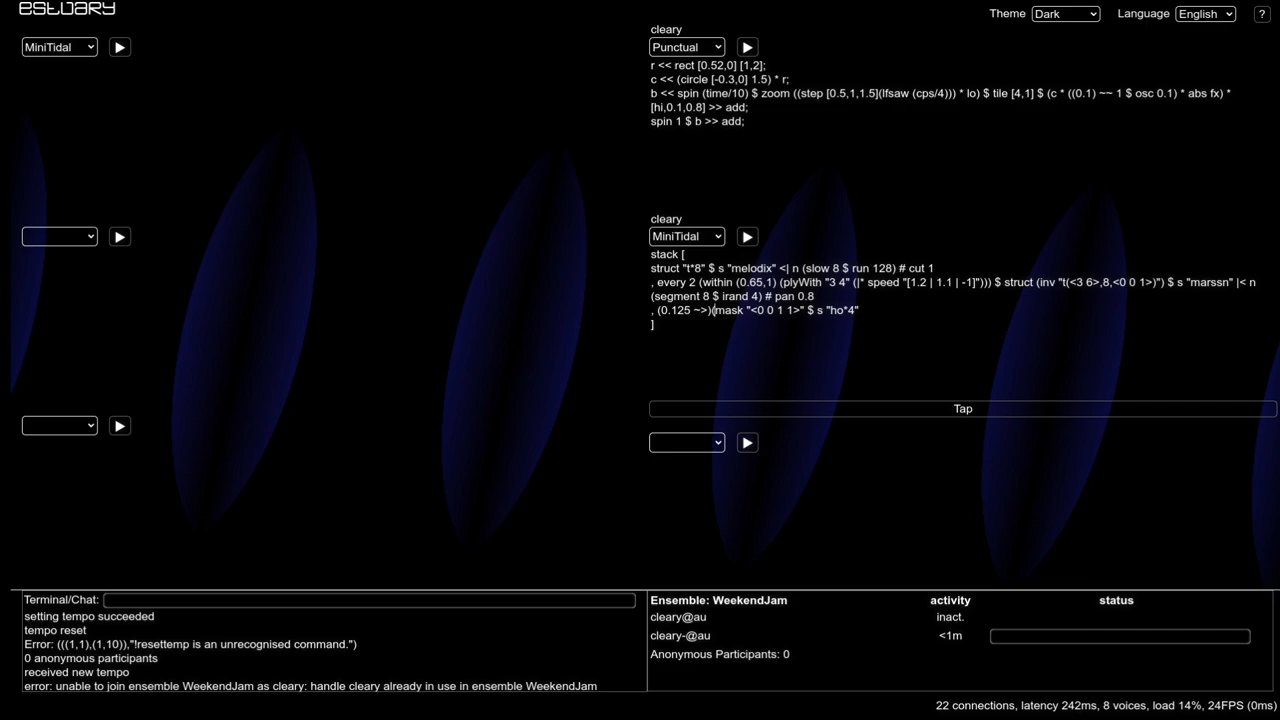 estuary
Theme Dark Language English ?
MiniTidal
cleary
Punctual
r << rect [0.52,0] [1,2];
c << (circle [-0.3,0] 1.5) * r;
b << spin (time/10) $ zoom ((step [0.5,1,1.5](lfsaw (cps/4))) * lo) $ tile [4,1] $ (c * ((0.1) ~~ 1 $ osc 0.1) * abs fx) *
[hi,0.1,0.8] >> add;
spin 1 $ b >> add;
cleary
MiniTidal
stack [
struct "t*8" $ s "melodix" <| n (slow 8 $ run 128) # cut 1
, every 2 (within (0.65,1) (plyWith "3 4" (|* speed "[1.2 | 1.1 | -1]"))) $ struct (inv "t(<3 6>,8,<0 0 1>)") $ s "marssn" |< n
(segment 8 $ irand 4) # pan 0.8
, (0.125 ~>)(mask "<0 0 1 1>" $ s "ho*4"
]
Tap
Terminal/Chat:
setting tempo succeeded
tempo reset
Error: (((1,1),(1,10)),"!resettemp is an unrecognised command.")
0 anonymous participants
received new tempo
error: unable to join ensemble WeekendJam as cleary: handle cleary already in use in ensemble WeekendJam
Ensemble: WeekendJam activity status
cleary@au inact.
cleary-@au <1m
Anonymous Participants: 0
22 connections, latency 242ms, 8 voices, load 14%, 24FPS (0ms)